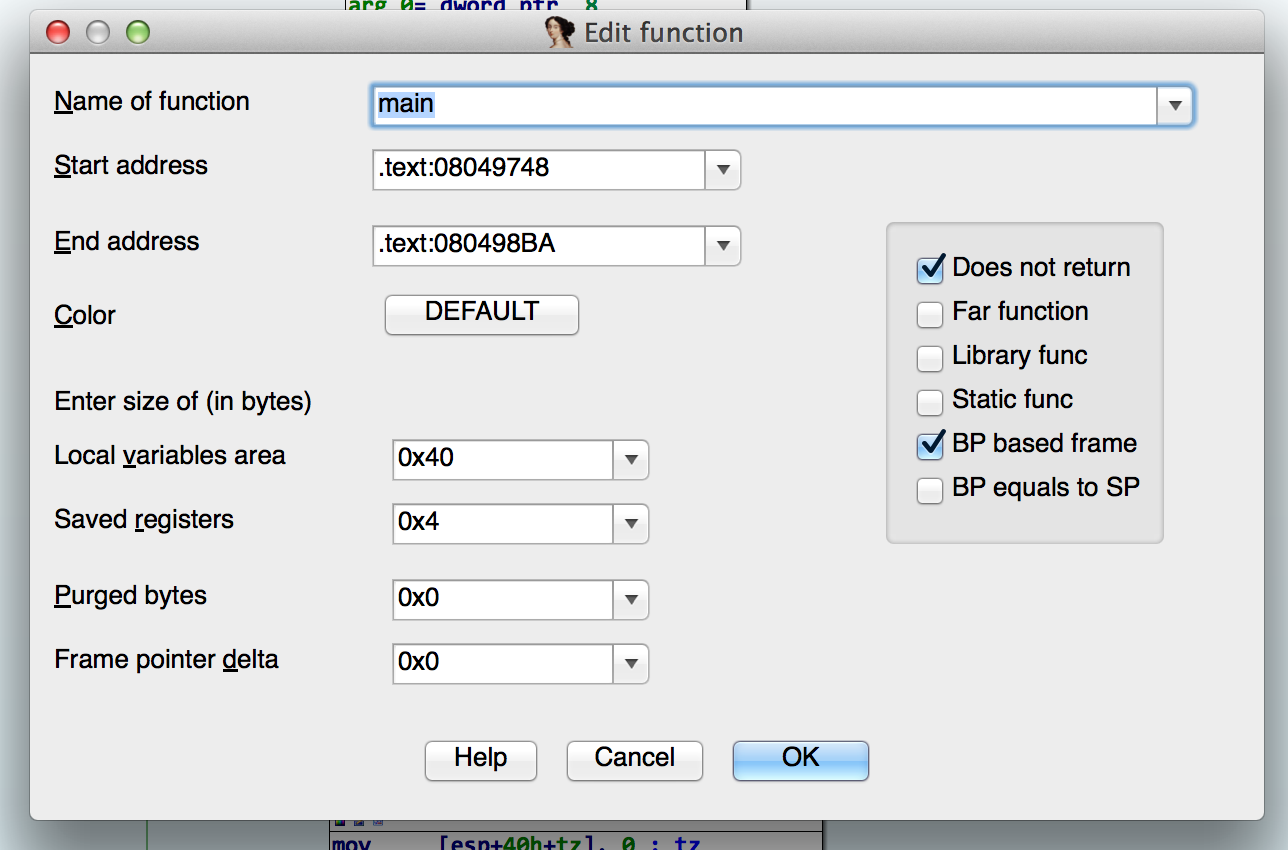 arg_0= dword ptr  8
Edit function
Name of function
main
Start address
.text:08049748
End address
.text:080498BA
Color
DEFAULT
Does not return
Far function
Library func
Static func
BP based frame
BP equals to SP
Enter size of (in bytes)
Local variables area
0x40
Saved registers
0x4
Purged bytes
0x0
Frame pointer delta
0x0
Help
Cancel
OK
mov     [esp+40h+tz], 0 ; tz